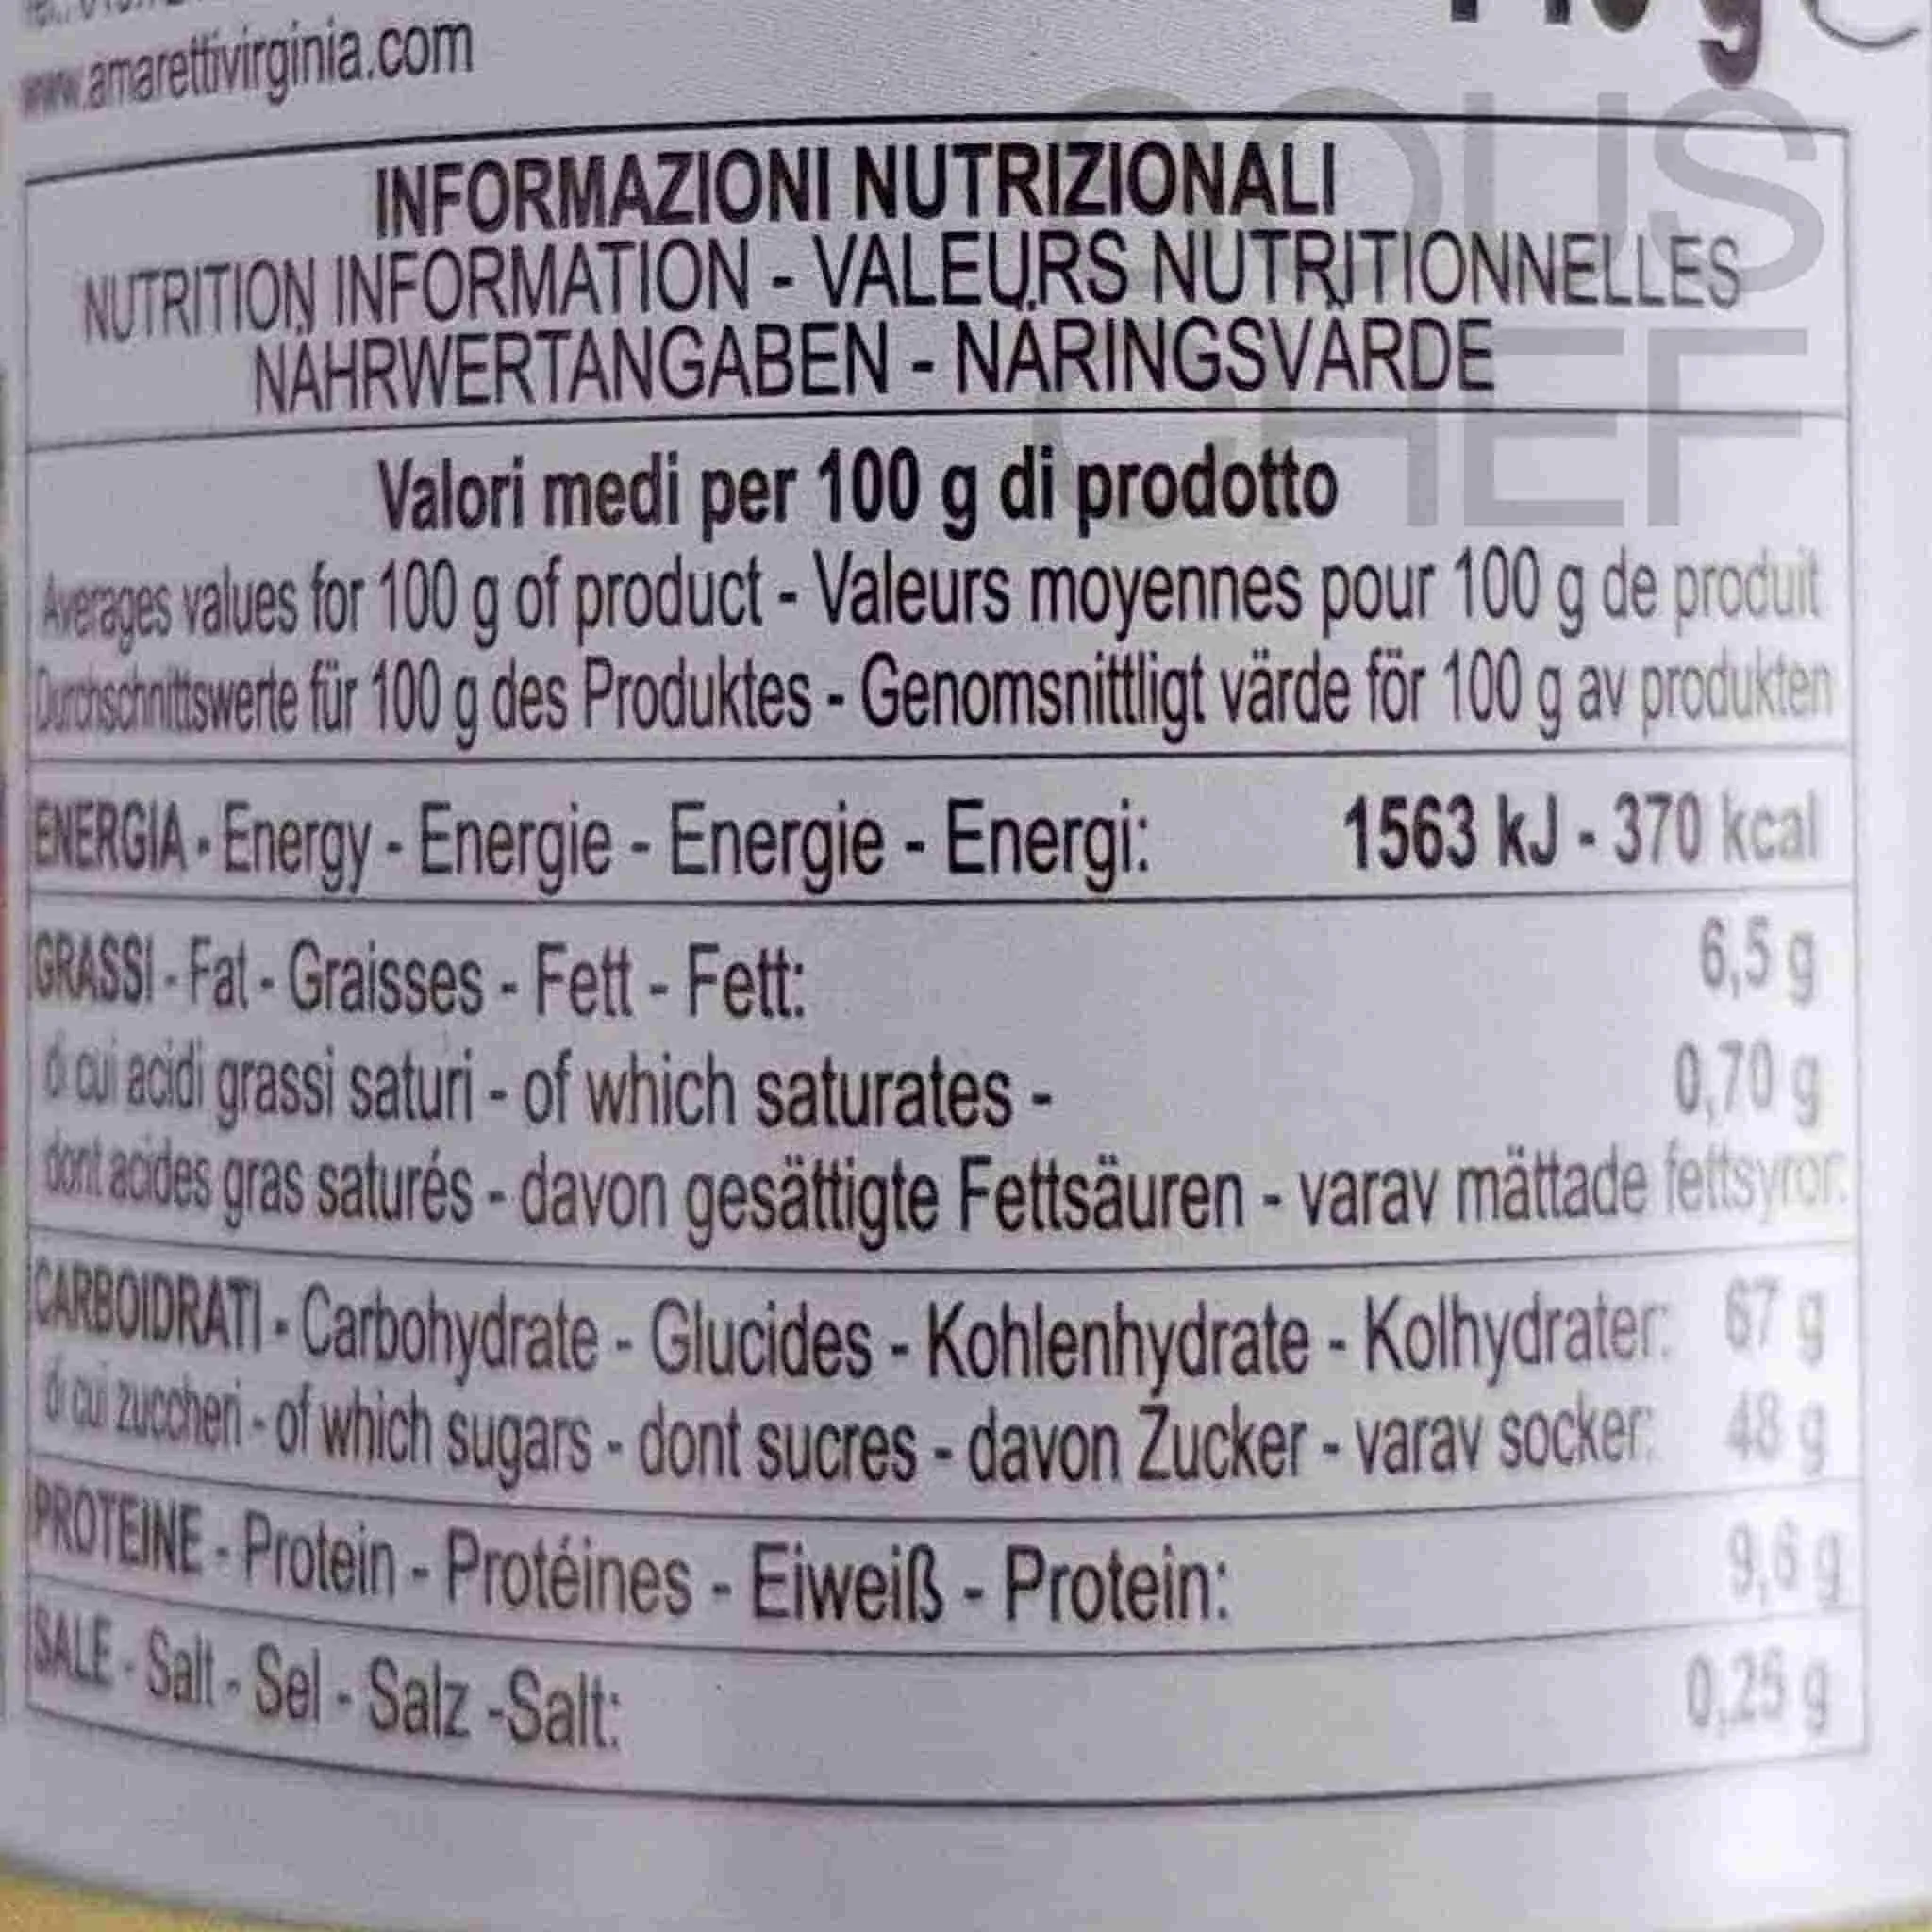 www.amarettivirginia.com
SOUS
CHEF
INFORMAZIONI NUTRIZIONALI
NUTRITION INFORMATION - VALEURS NUTRITIONNELLES
NÄHRWERTANGABEN - NÄRINGSVÄRDE
Valori medi per 100 g di prodotto
Averages values for 100 g of product - Valeurs moyennes pour 100 g de produit
Durchschnittswerte für 100 g des Produktes - Genomsnittligt värde för 100 g av produkten
ENERGIA - Energy - Energie - Energie - Energi: 1563 kJ - 370 kcal
GRASSI - Fat - Graisses - Fett - Fett: 6,5 g
di cui acidi grassi saturi - of which saturates - 0,70 g
dont acides gras saturés - davon gesättigte Fettsäuren - varav mättade fettsyror:
CARBOIDRATI - Carbohydrate - Glucides - Kohlenhydrate - Kolhydrater: 67 g
di cui zuccheri - of which sugars - dont sucres - davon Zucker - varav socker: 48 g
PROTEINE - Protein - Protéines - Eiweiß - Protein: 9,6 g
SALE - Salt - Sel - Salz -Salt: g